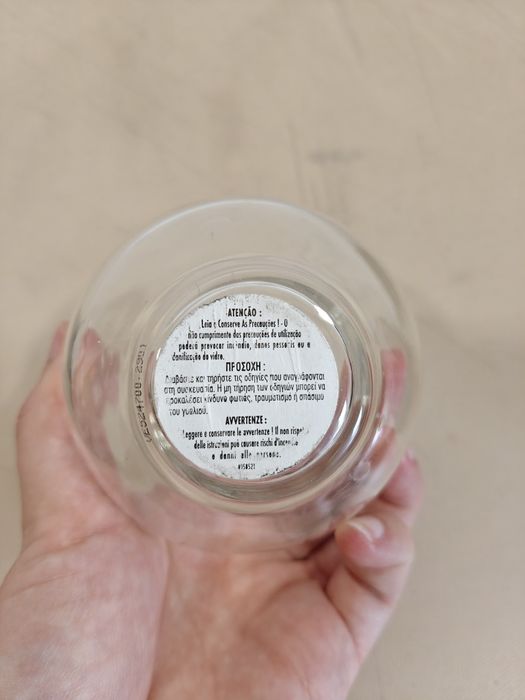 ATENÇÃO :
Leia e Conserve As Precauções ! - O
não cumprimento das precauções de utilização
poderá provocar incêndio, danos pessoais ou a
danificação do vidro.
ΠΡΟΣΟΧΗ :
Διαβάστε και τηρήστε τις οδηγίες που αναγράφονται
στη συσκευασία. Η μη τήρηση των οδηγιών μπορεί να
προκαλέσει κίνδυνο φωτιάς, τραυματισμό ή σπάσιμο
του γυαλιού.
AVVERTENZE :
Leggere e conservare le avvertenze ! Il non rispet
delle istruzioni può causare rischi d'incendio
e danni alle persone.